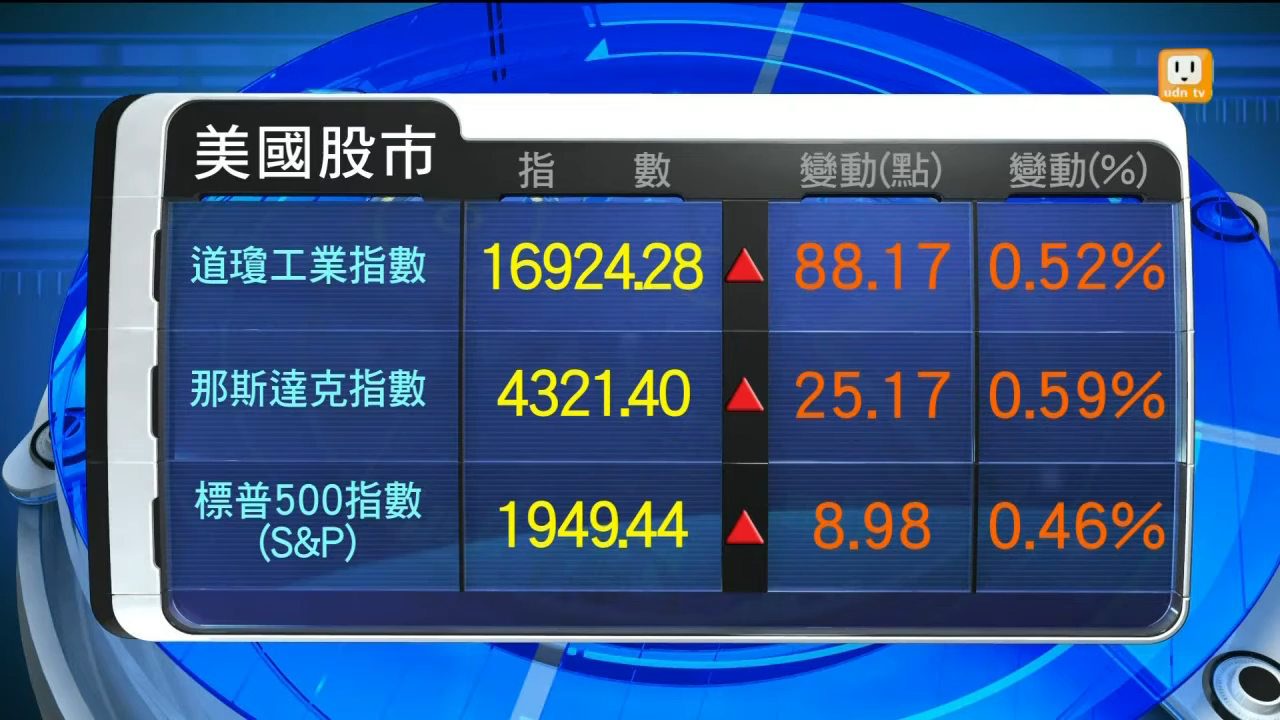 udn tv
美國股市 指數 變動(點) 變動(%)
道瓊工業指數 16924.28 ▲ 88.17 0.52%
那斯達克指數 4321.40 ▲ 25.17 0.59%
標普500指數
(S&P) 1949.44 ▲ 8.98 0.46%